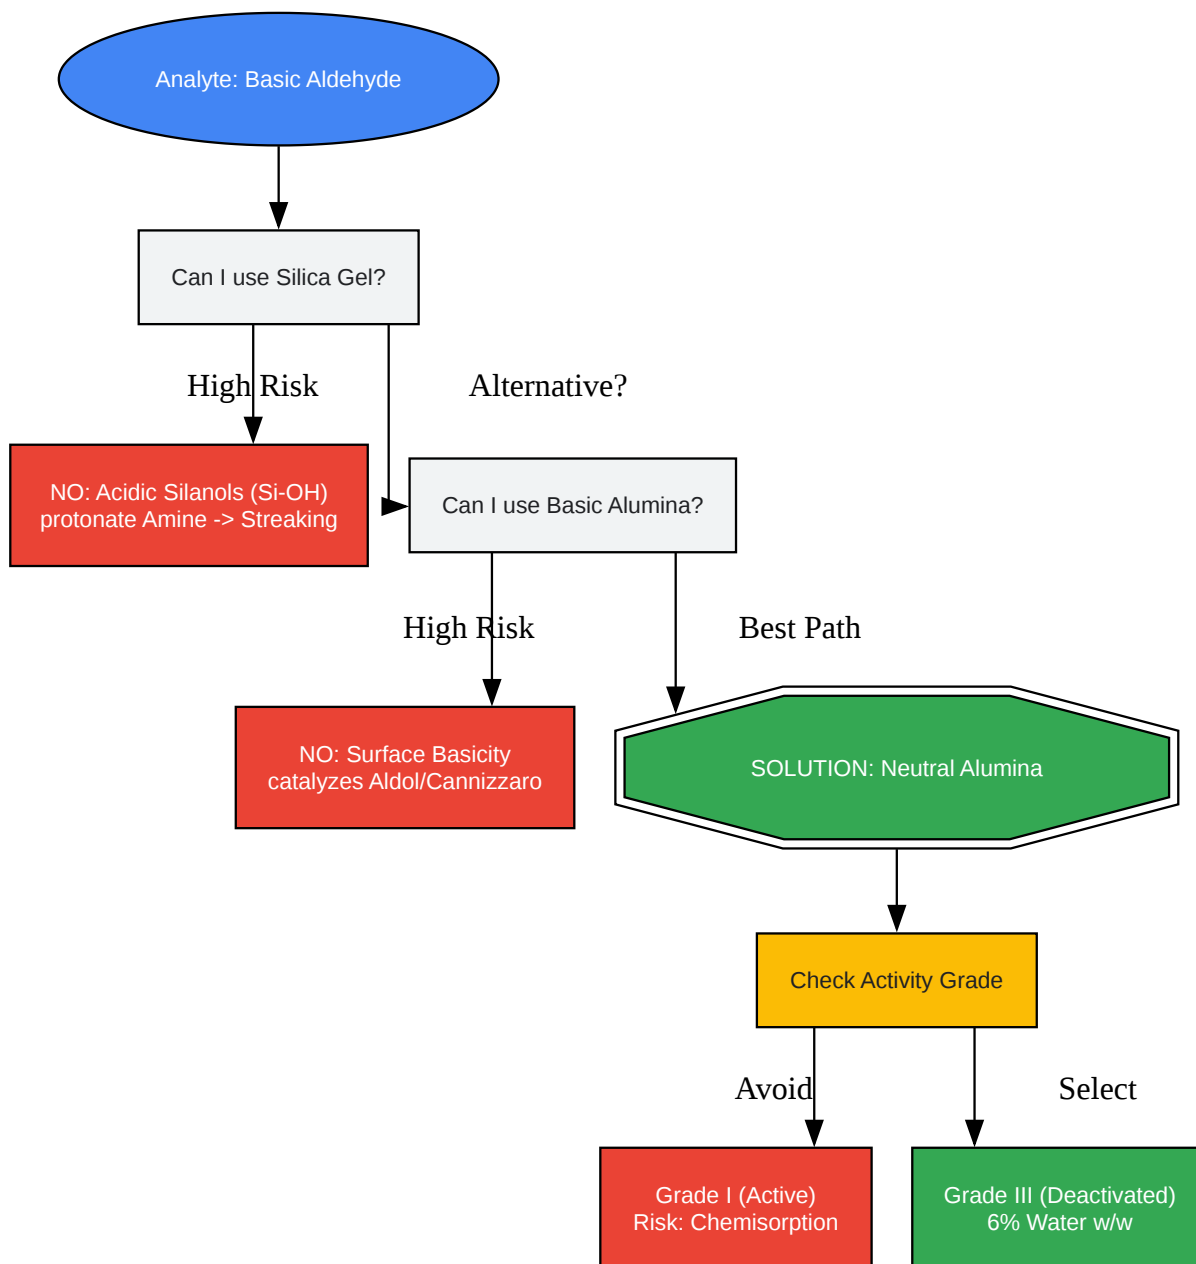 Analyte: Basic Aldehyde
Can I use Silica Gel?
High Risk
Alternative?
NO: Acidic Silanols (Si-OH)
protonate Amine -> Streaking
Can I use Basic Alumina?
High Risk
Best Path
NO: Surface Basicity
catalyzes Aldol/Cannizzaro
SOLUTION: Neutral Alumina
Check Activity Grade
Avoid
Select
Grade I (Active)
Risk: Chemisorption
Grade III (Deactivated)
6% Water w/w